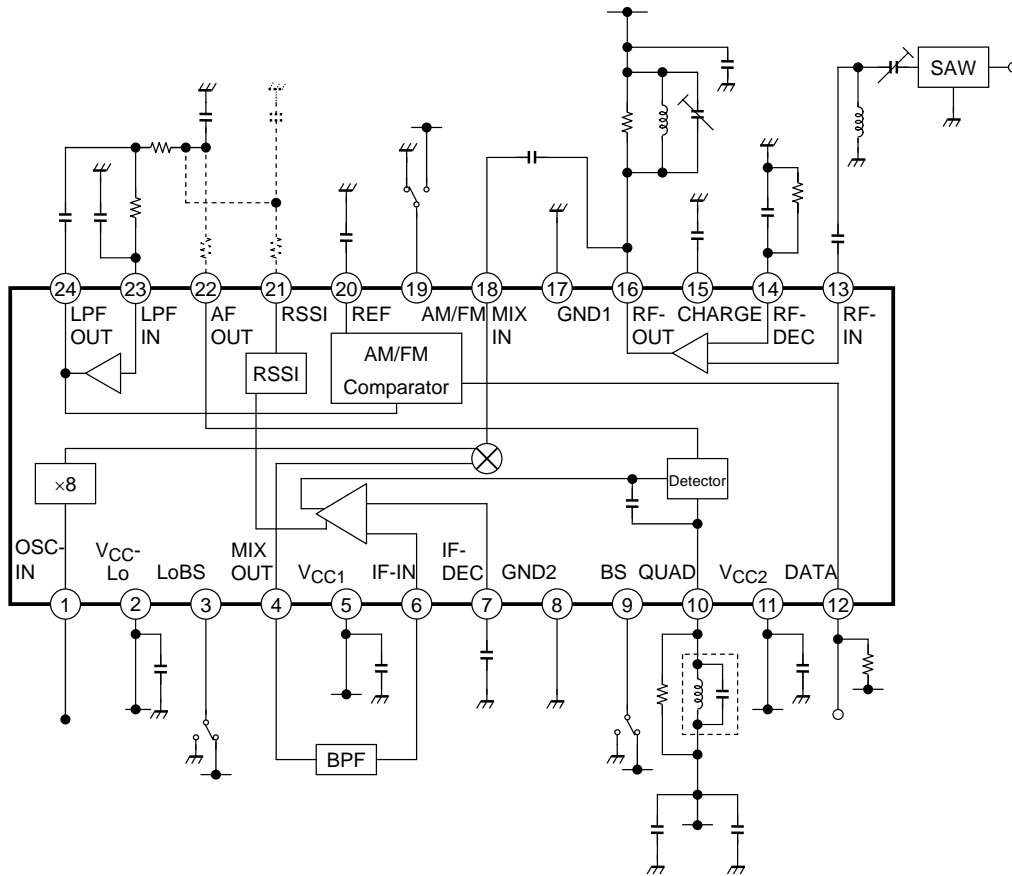 SAW
24 23 22 21 20 19 18 17 16 15 14 13
LPF OUT
LPF IN
AF OUT
RSSI
REF
AM/FM
MIX IN
GND1
RF-OUT
CHARGE
RF-DEC
RF-IN
RSSI
AM/FM
Comparator
×8
Detector
OSC-IN
VCC-Lo
LoBS
MIX OUT
VCC1
IF-IN
IF-DEC
GND2
BS
QUAD
VCC2
DATA
1 2 3 4 5 6 7 8 9 10 11 12
BPF